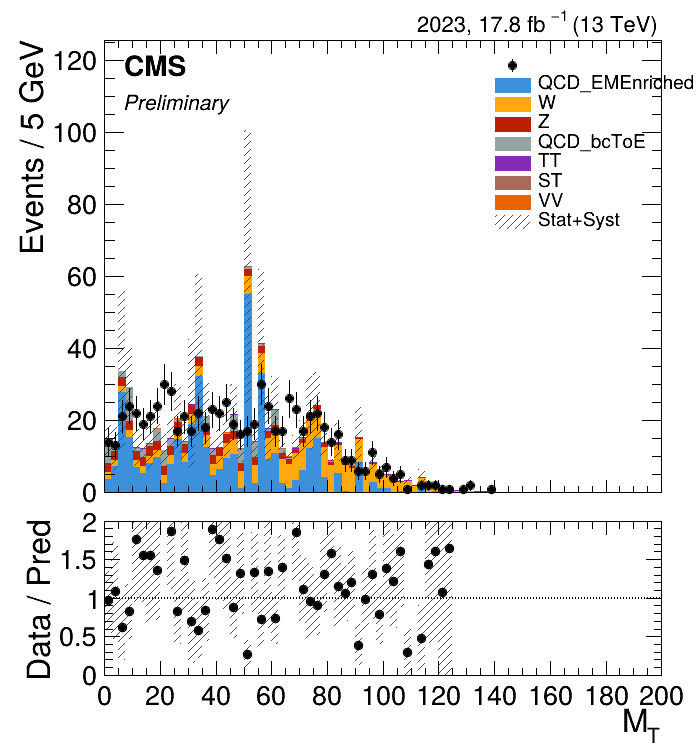 2023, 17.8 fb⁻¹ (13 TeV)
CMS
Preliminary
Events / 5 GeV
120
100
80
60
40
20
0
QCD_EMEnriched
W
Z
QCD_bcToE
TT
ST
VV
Stat+Syst
Data / Pred
2
1.5
1
0.5
0
0 20 40 60 80 100 120 140 160 180 200
M_T